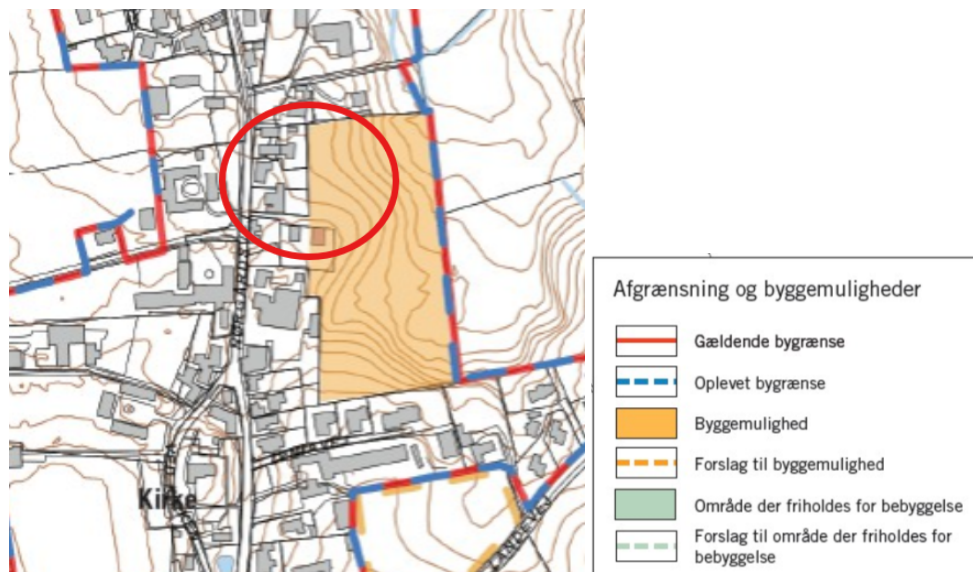 Kirke
LANDEVEJ
Afgrænsning og byggemuligheder
Gældende bygrænse
Oplevet bygrænse
Byggemulighed
Forslag til byggemulighed
Område der friholdes for bebyggelse
Forslag til område der friholdes for
bebyggelse